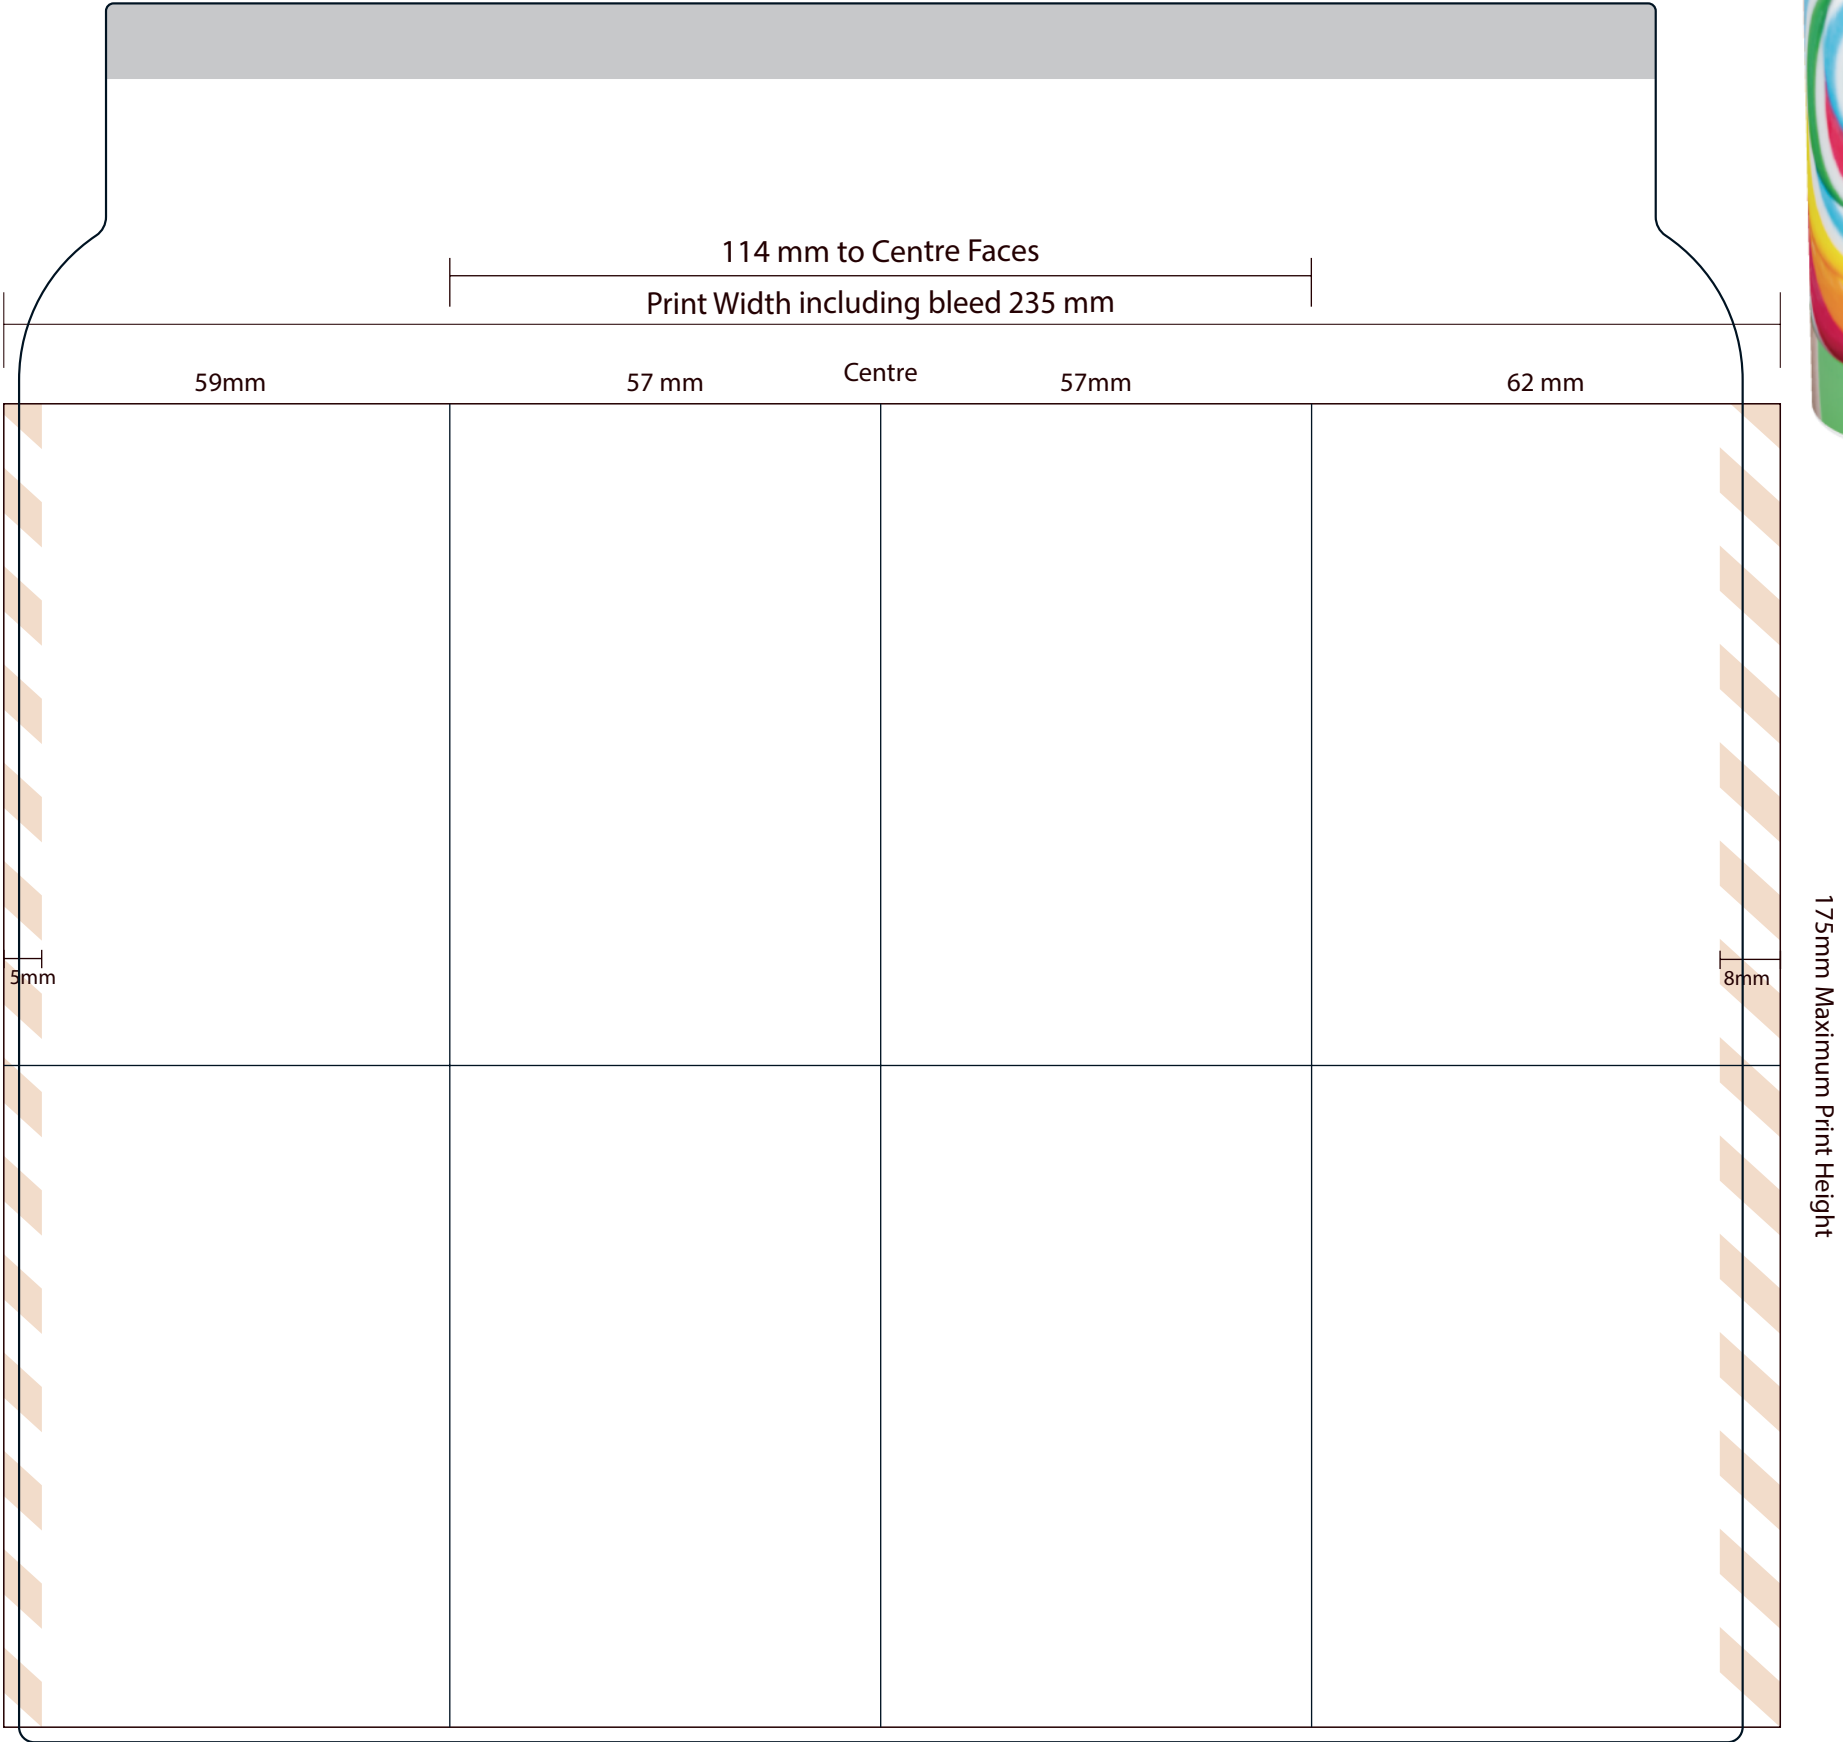 114 mm to Centre Faces
Print Width including bleed 235 mm
59mm
57 mm
Centre
57mm
62 mm
5mm
8mm
175mm Maximum Print Height